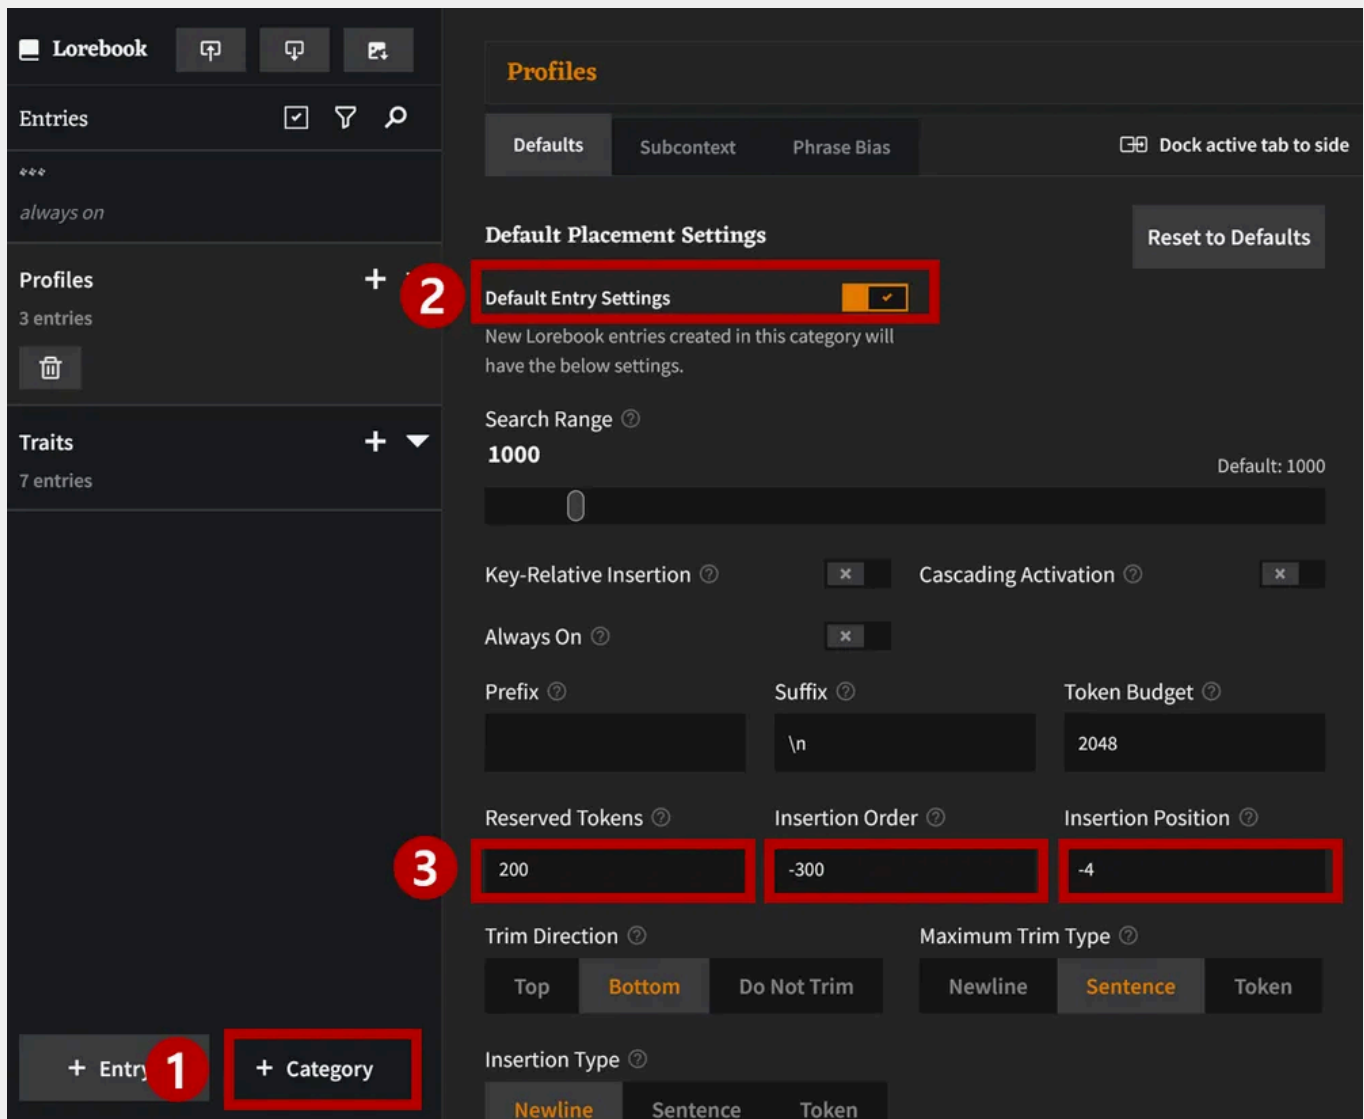 Lorebook
Entries
***
always on
Profiles
3 entries
Traits
7 entries
+ Entry
1
+ Category
Profiles
Defaults
Subcontext
Phrase Bias
Dock active tab to side
Default Placement Settings
Reset to Defaults
2
Default Entry Settings
New Lorebook entries created in this category will
have the below settings.
Search Range
1000
Default: 1000
Key-Relative Insertion
Cascading Activation
Always On
Prefix
Suffix
Token Budget
\n
2048
Reserved Tokens
Insertion Order
Insertion Position
3
200
-300
-4
Trim Direction
Maximum Trim Type
Top
Bottom
Do Not Trim
Newline
Sentence
Token
Insertion Type
Newline
Sentence
Token